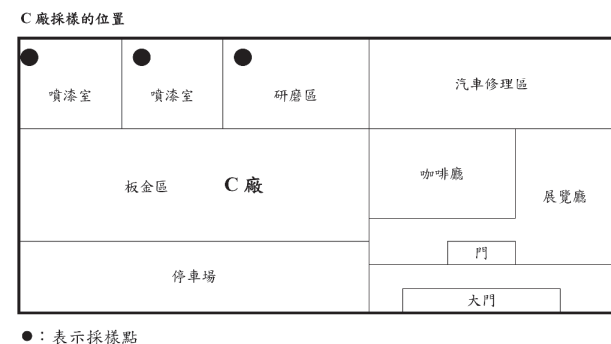 C 廠採樣的位置
噴漆室
噴漆室
研磨區
汽車修理區
板金區
C 廠
咖啡廳
展覽廳
門
停車場
大門
●：表示採樣點